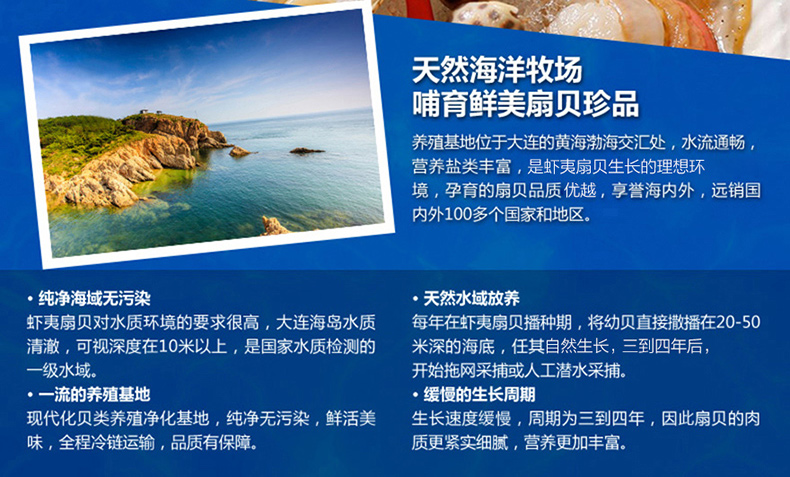 天然海洋牧场
哺育鲜美扇贝珍品
养殖基地位于大连的黄海渤海交汇处，水流通畅，
营养盐类丰富，是虾夷扇贝生长的理想环
境，孕育的扇贝品质优越，享誉海内外，远销国
内外100多个国家和地区。
• 纯净海域无污染
虾夷扇贝对水质环境的要求很高，大连海岛水质
清澈，可视深度在10米以上，是国家水质检测的
一级水域。
• 一流的养殖基地
现代化贝类养殖净化基地，纯净无污染，鲜活美
味，全程冷链运输，品质有保障。
• 天然水域放养
每年在虾夷扇贝播种期，将幼贝直接撒播在20-50
米深的海底，任其自然生长，三到四年后，
开始拖网采捕或人工潜水采捕。
• 缓慢的生长周期
生长速度缓慢，周期为三到四年，因此扇贝的肉
质更紧实细腻，营养更加丰富。